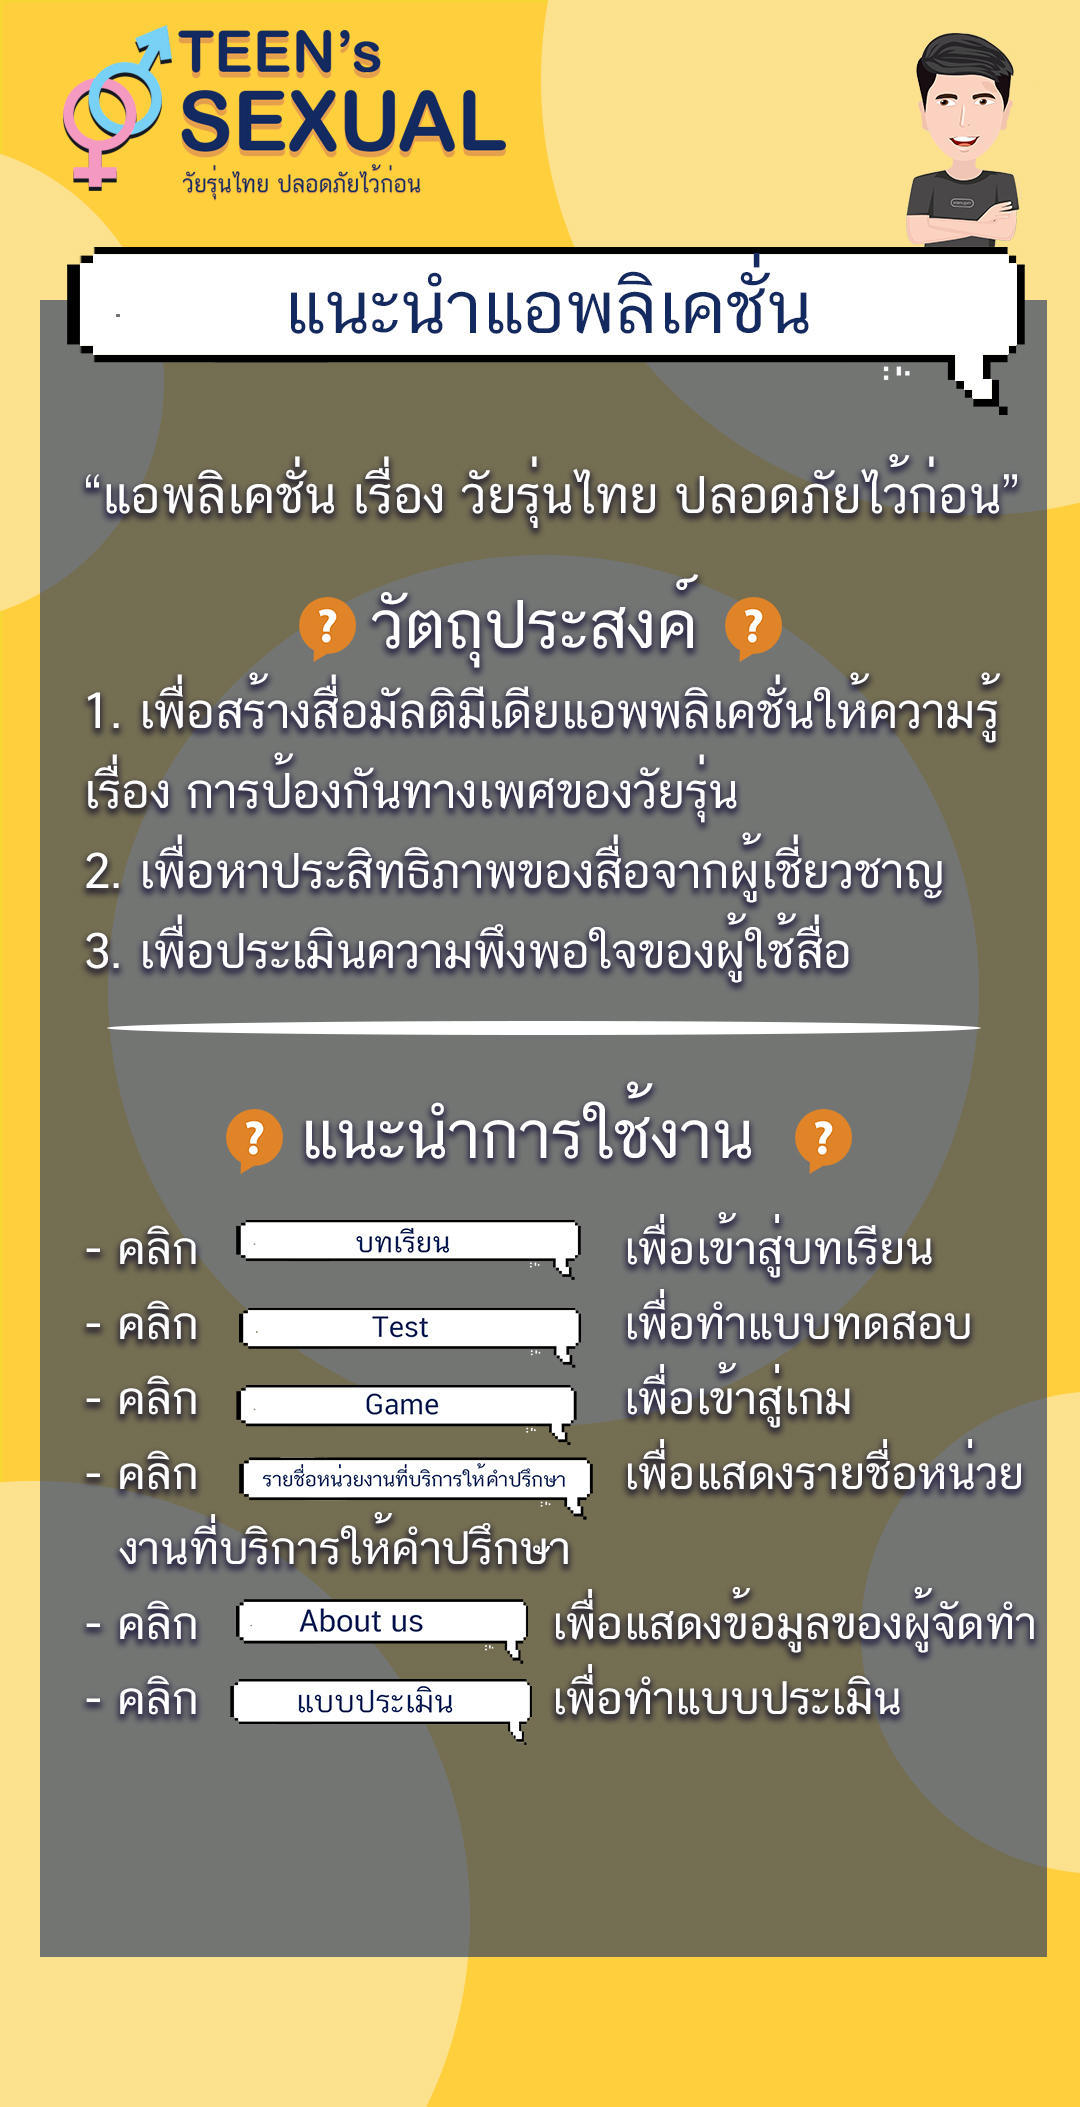 TEEN's
SEXUAL
วัยรุ่นไทย ปลอดภัยไว้ก่อน
แนะนำแอพลิเคชั่น
“แอพลิเคชั่น เรื่อง วัยรุ่นไทย ปลอดภัยไว้ก่อน”
? วัตถุประสงค์ ?
1. เพื่อสร้างสื่อมัลติมีเดียแอพพลิเคชั่นให้ความรู้
เรื่อง การป้องกันทางเพศของวัยรุ่น
2. เพื่อหาประสิทธิภาพของสื่อจากผู้เชี่ยวชาญ
3. เพื่อประเมินความพึงพอใจของผู้ใช้สื่อ
? แนะนำการใช้งาน ?
- คลิก บทเรียน เพื่อเข้าสู่บทเรียน
- คลิก Test เพื่อทำแบบทดสอบ
- คลิก Game เพื่อเข้าสู่เกม
- คลิก รายชื่อหน่วยงานที่บริการให้คำปรึกษา เพื่อแสดงรายชื่อหน่วย
งานที่บริการให้คำปรึกษา
- คลิก About us เพื่อแสดงข้อมูลของผู้จัดทำ
- คลิก แบบประเมิน เพื่อทำแบบประเมิน